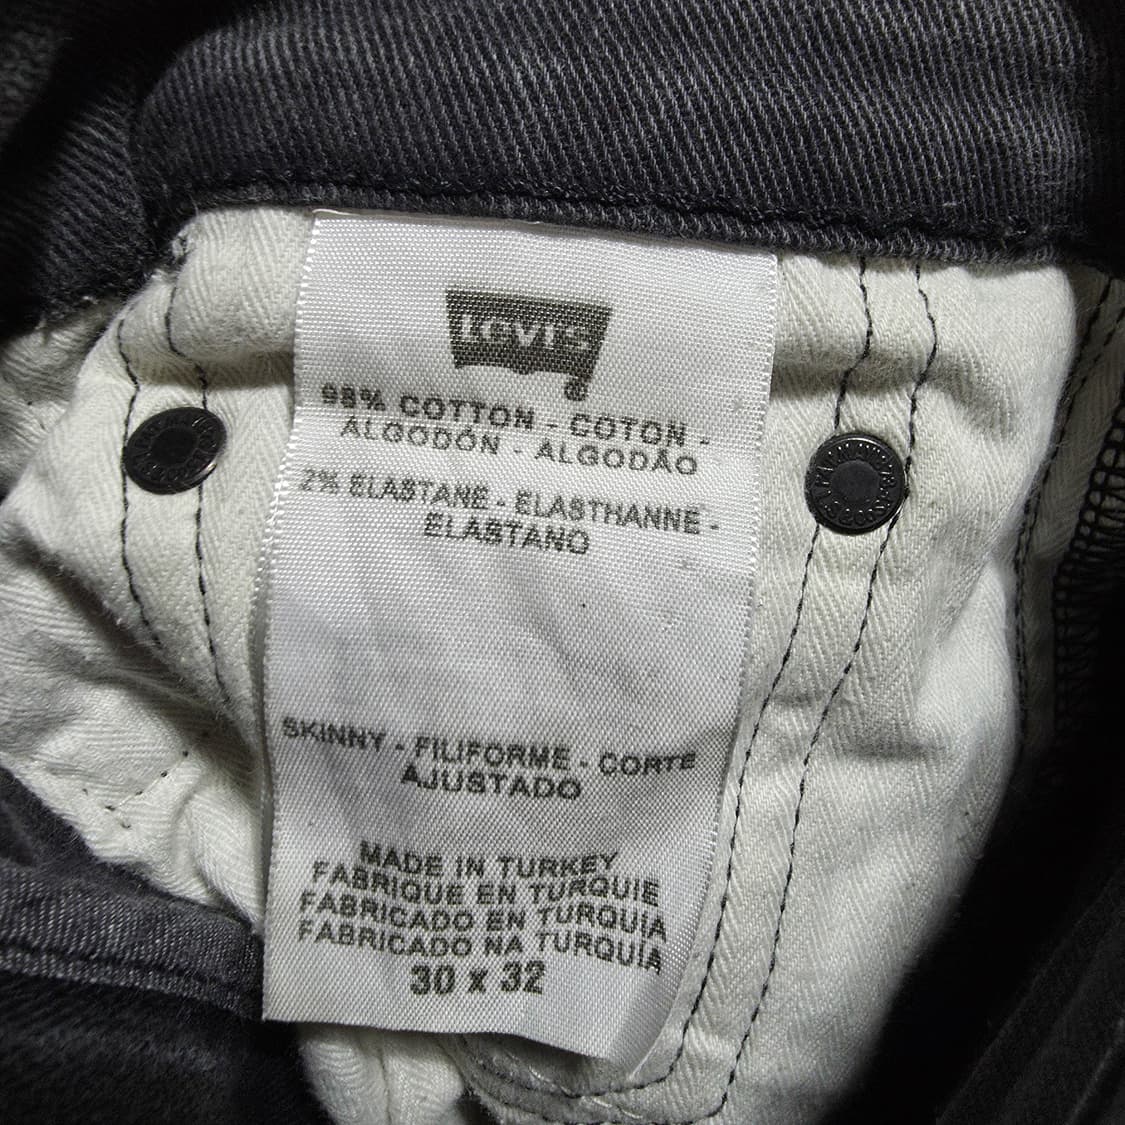 Levi's
98% COTTON - COTON -
ALGODÓN - ALGODÃO
2% ELASTANE - ELASTHANNE -
ELASTANO
SKINNY - FILIFORME - CORTE
AJUSTADO
MADE IN TURKEY
FABRIQUE EN TURQUIE
FABRICADO EN TURQUIA
FABRICADO NA TURQUIA
30 x 32